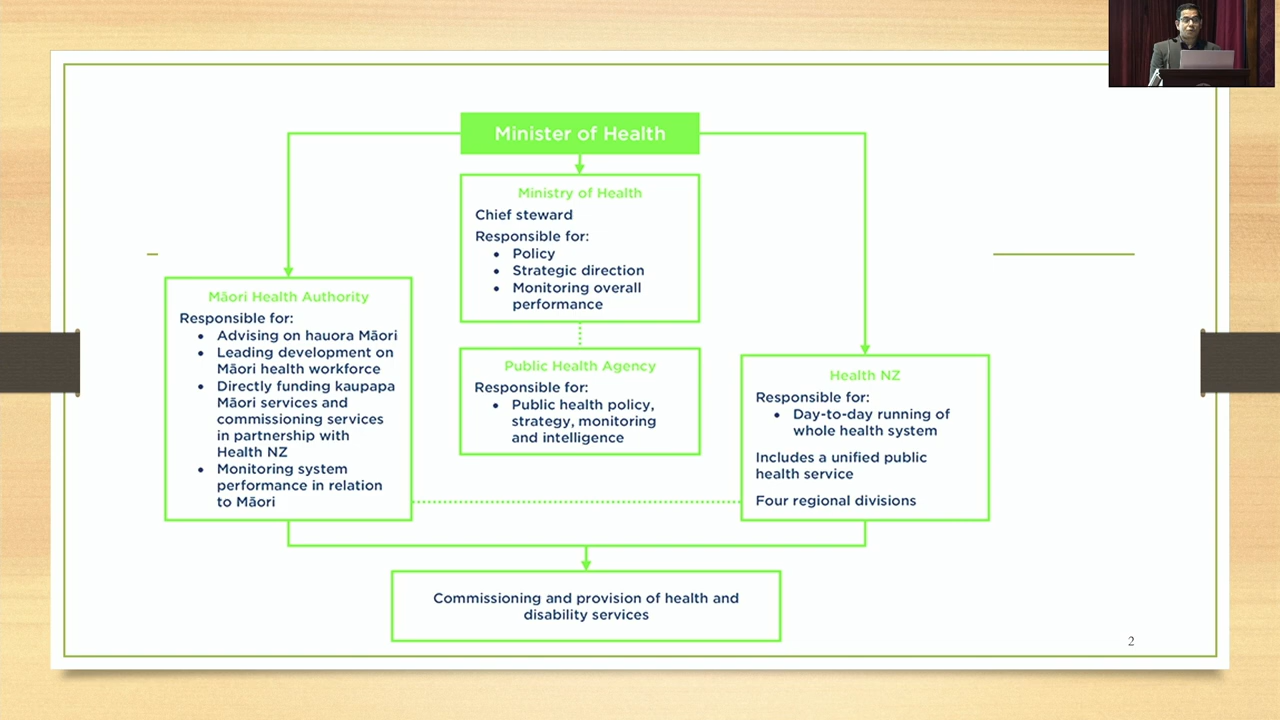 Minister of Health
Ministry of Health
Chief steward
Responsible for:
• Policy
• Strategic direction
• Monitoring overall
performance
Māori Health Authority
Responsible for:
• Advising on hauora Māori
• Leading development on
Māori health workforce
• Directly funding kaupapa
Māori services and
commissioning services
in partnership with
Health NZ
• Monitoring system
performance in relation
to Māori
Public Health Agency
Responsible for:
• Public health policy,
strategy, monitoring
and intelligence
Health NZ
Responsible for:
• Day-to-day running of
whole health system
Includes a unified public
health service
Four regional divisions
Commissioning and provision of health and
disability services
2